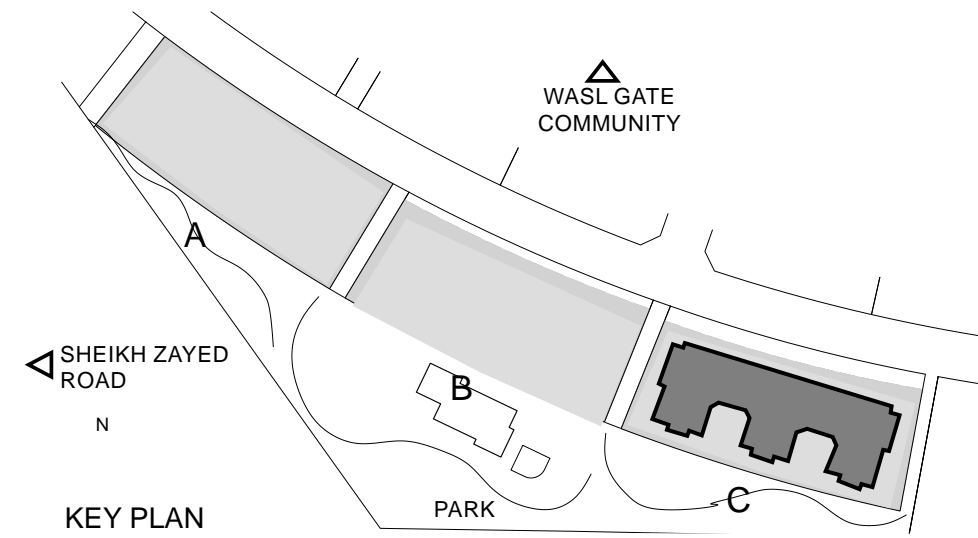 WASL GATE
COMMUNITY
A
SHEIKH ZAYED
ROAD
B
N
C
PARK
KEY PLAN